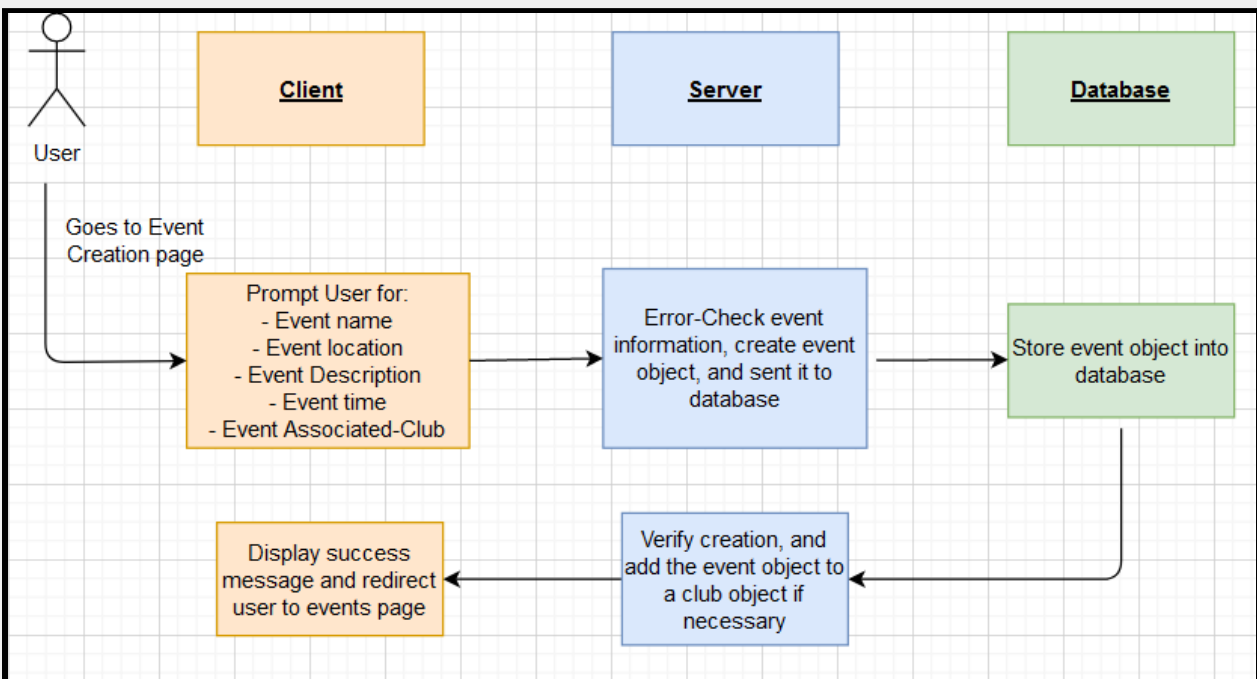 Client
Server
Database
User
Goes to Event
Creation page
Prompt User for:
- Event name
- Event location
- Event Description
- Event time
- Event Associated-Club
Error-Check event
information, create event
object, and sent it to
database
Store event object into
database
Display success
message and redirect
user to events page
Verify creation, and
add the event object to
a club object if
necessary